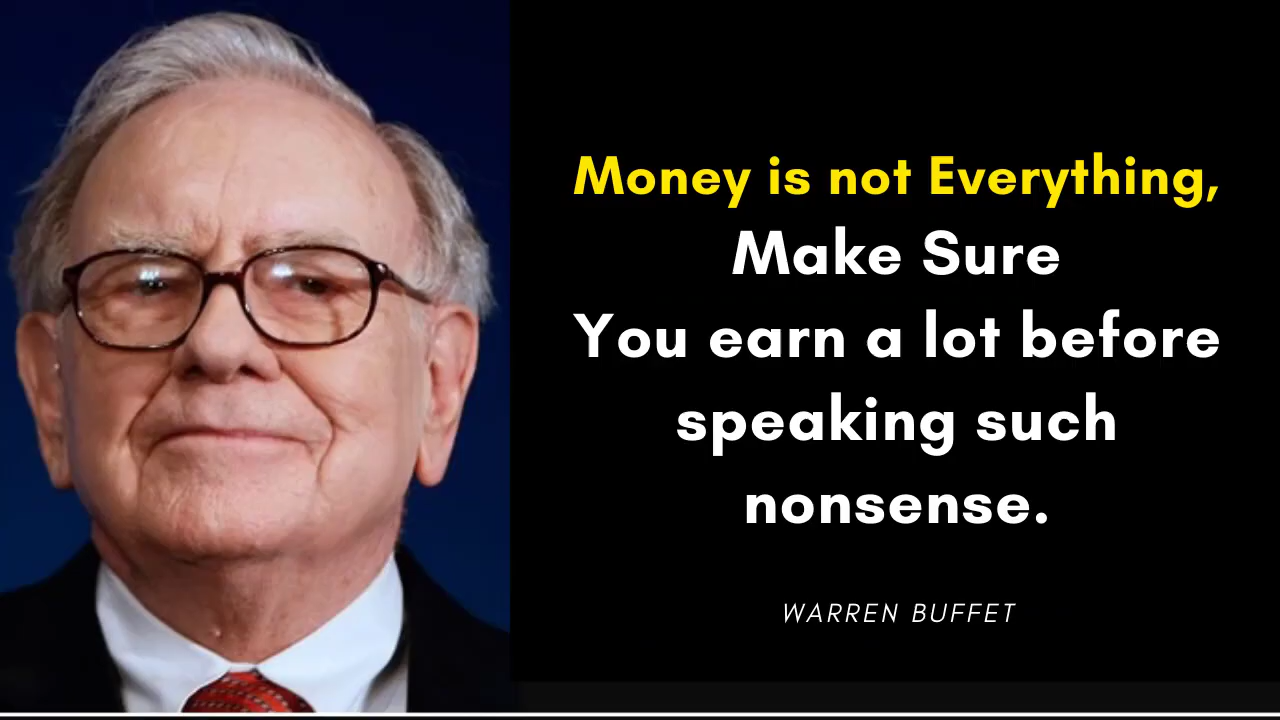 Money is not Everything,
Make Sure
You earn a lot before
speaking such
nonsense.
WARREN BUFFET